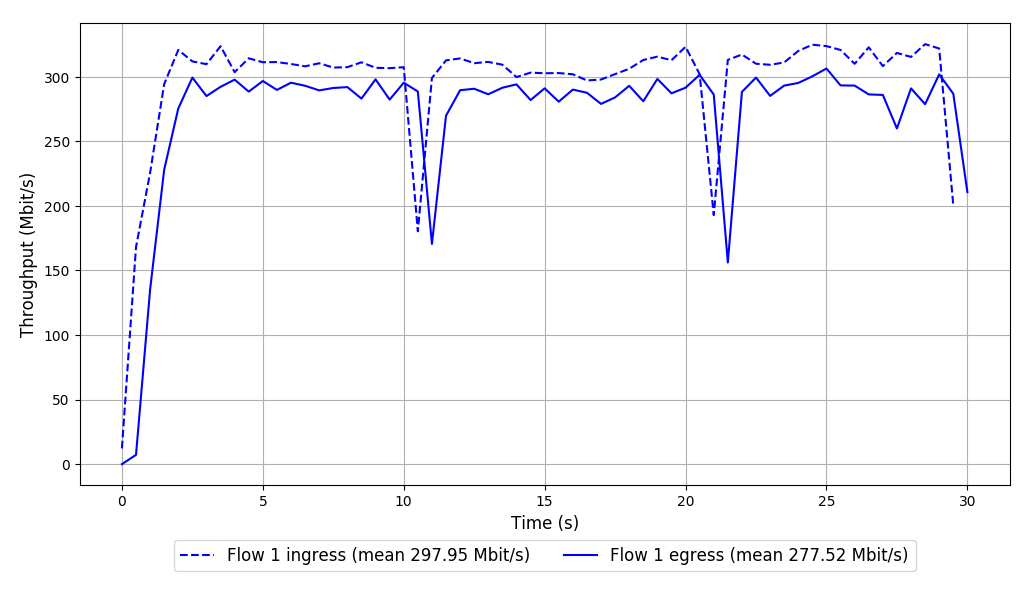 Throughput (Mbit/s)
300
250
200
150
100
50
0
0 5 10 15 20 25 30
Time (s)
Flow 1 ingress (mean 297.95 Mbit/s) Flow 1 egress (mean 277.52 Mbit/s)